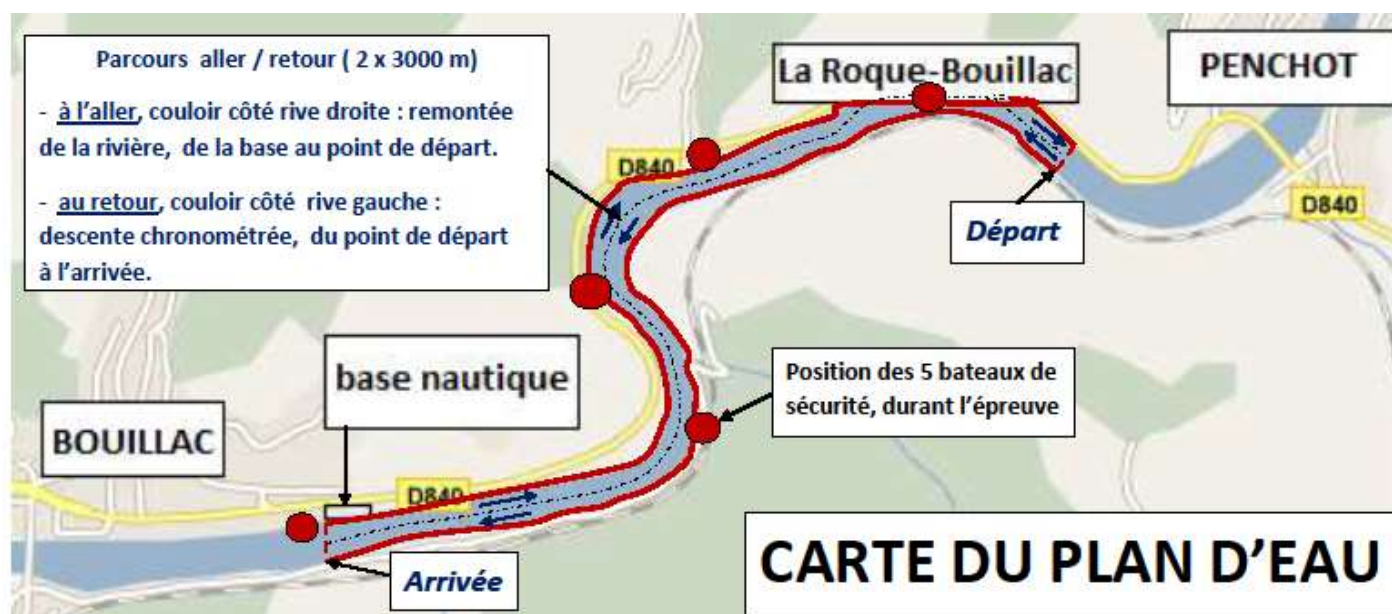 Parcours aller / retour ( 2 x 3000 m)
- à l'aller, couloir côté rive droite : remontée
de la rivière, de la base au point de départ.
- au retour, couloir côté rive gauche :
descente chronométrée, du point de départ
à l'arrivée.
La Roque-Bouillac
PENCHOT
D840
D840
Départ
base nautique
Position des 5 bateaux de
sécurité, durant l'épreuve
BOUILLAC
D840
Arrivée
CARTE DU PLAN D'EAU